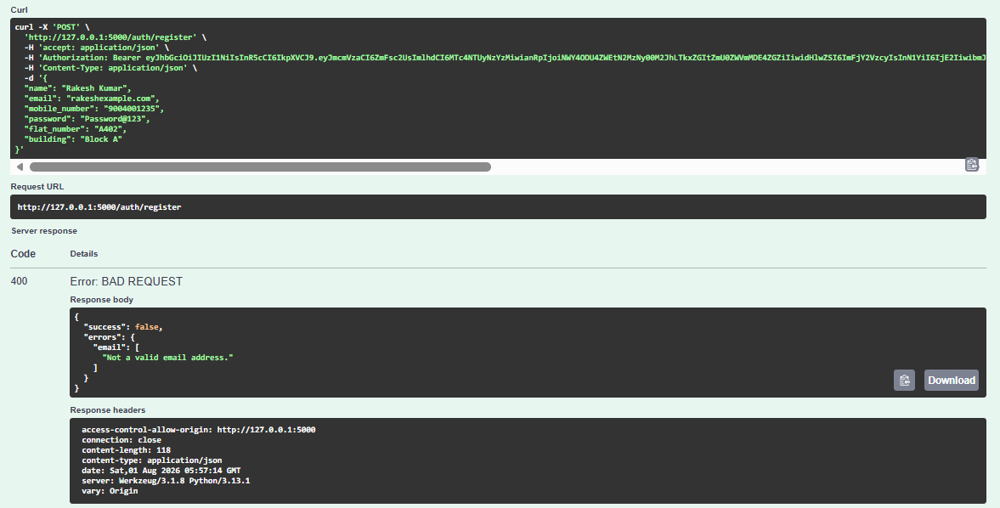 Curl
curl -X 'POST' \
  'http://127.0.0.1:5000/auth/register' \
  -H 'accept: application/json' \
  -H 'Authorization: Bearer
  -H 'Content-Type: application/json' \
  -d '{
  "name": "Rakesh Kumar",
  "email": "rakeshexample.com",
  "mobile_number": "9004001235",
  "password": "Password@123",
  "flat_number": "A402",
  "building": "Block A"
}'
Request URL
http://127.0.0.1:5000/auth/register
Server response
Code Details
400 Error: BAD REQUEST
Response body
{
  "success": false,
  "errors": {
    "email": [
      "Not a valid email address."
    ]
  }
}
Download
Response headers
access-control-allow-origin: http://127.0.0.1:5000
connection: close
content-length: 118
content-type: application/json
date: Sat,01 Aug 2026 05:57:14 GMT
server: Werkzeug/3.1.8 Python/3.13.1
vary: Origin